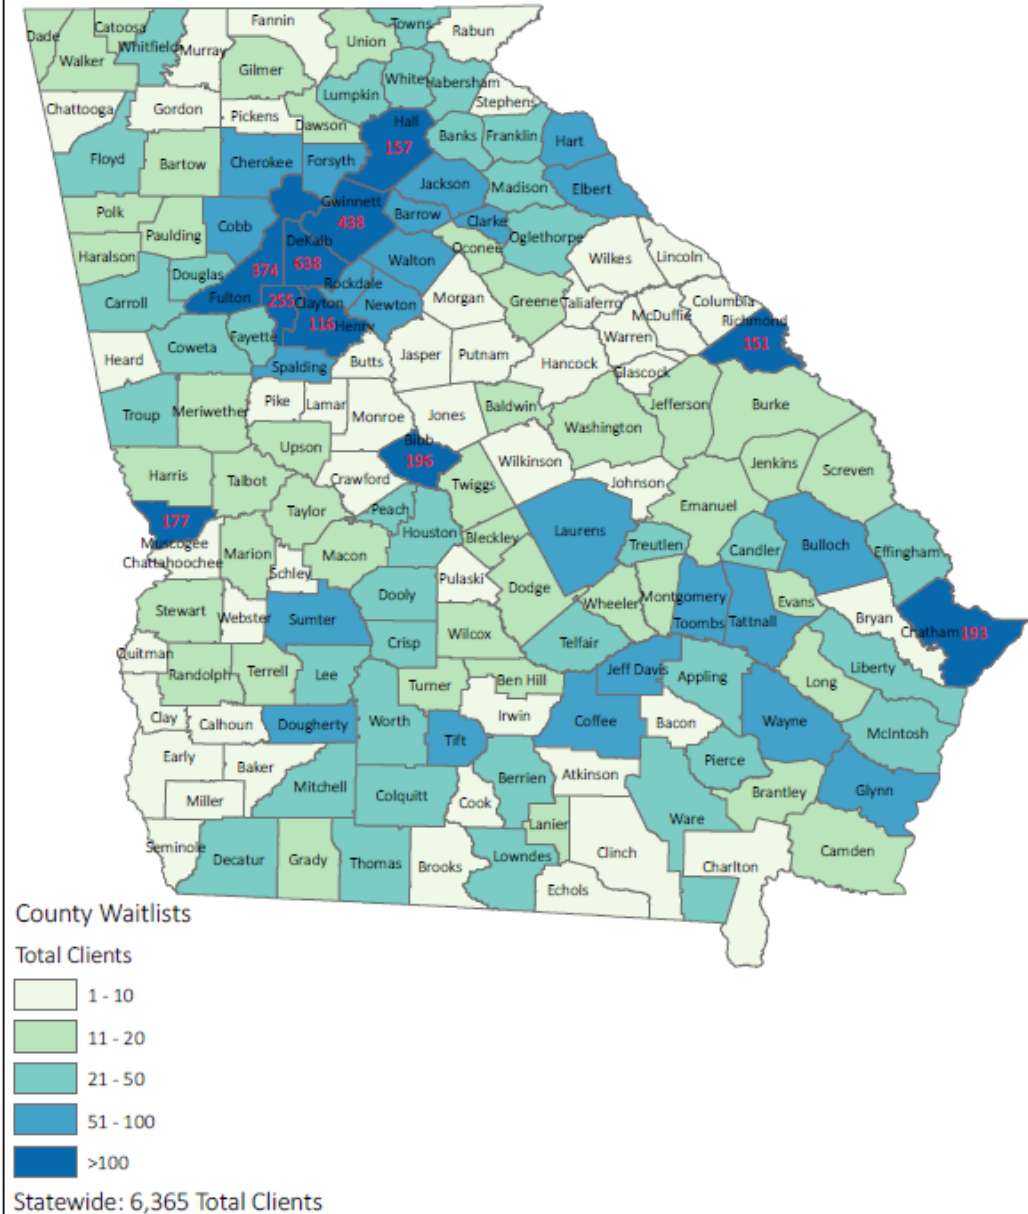 Fannin
Towns
Rabun
Dade
Catoosa
Whitfield
Murray
Union
Walker
Gilmer
White
Habersham
Lumpkin
Stephens
Chattooga
Gordon
Pickens
Dawson
Hall
157
Banks
Franklin
Hart
Floyd
Bartow
Cherokee
Forsyth
Jackson
Madison
Elbert
Gwinnett
438
Barrow
Clarke
Polk
Paulding
Cobb
DeKalb
638
Oconee
Oglethorpe
Haralson
Douglas
374
Walton
Wilkes
Lincoln
Rockdale
Carroll
Fulton
255
Clayton
Newton
Morgan
Greene
Taliaferro
Columbia
McDuffie
Richmond
151
116
Henry
Fayette
Coweta
Heard
Spalding
Butts
Jasper
Putnam
Hancock
Warren
Glascock
Troup
Meriwether
Pike
Lamar
Monroe
Jones
Baldwin
Washington
Jefferson
Burke
Upson
Bibb
196
Wilkinson
Harris
Talbot
Crawford
Twiggs
Johnson
Jenkins
Screven
177
Muscogee
Taylor
Peach
Houston
Laurens
Emanuel
Chattahoochee
Marion
Macon
Bleckley
Treutlen
Candler
Bulloch
Effingham
Schley
Pulaski
Dodge
Stewart
Webster
Sumter
Dooly
Wheeler
Montgomery
Toombs
Tattnall
Evans
Bryan
Chatham
193
Quitman
Crisp
Wilcox
Telfair
Randolph
Terrell
Lee
Turner
Ben Hill
Jeff Davis
Appling
Long
Liberty
Clay
Calhoun
Dougherty
Worth
Tift
Irwin
Coffee
Bacon
Wayne
McIntosh
Early
Baker
Mitchell
Colquitt
Berrien
Atkinson
Pierce
Brantley
Glynn
Miller
Cook
Ware
Seminole
Decatur
Grady
Thomas
Brooks
Lanier
Lowndes
Clinch
Echols
Charlton
Camden
County Waitlists
Total Clients
1 - 10
11 - 20
21 - 50
51 - 100
>100
Statewide: 6,365 Total Clients